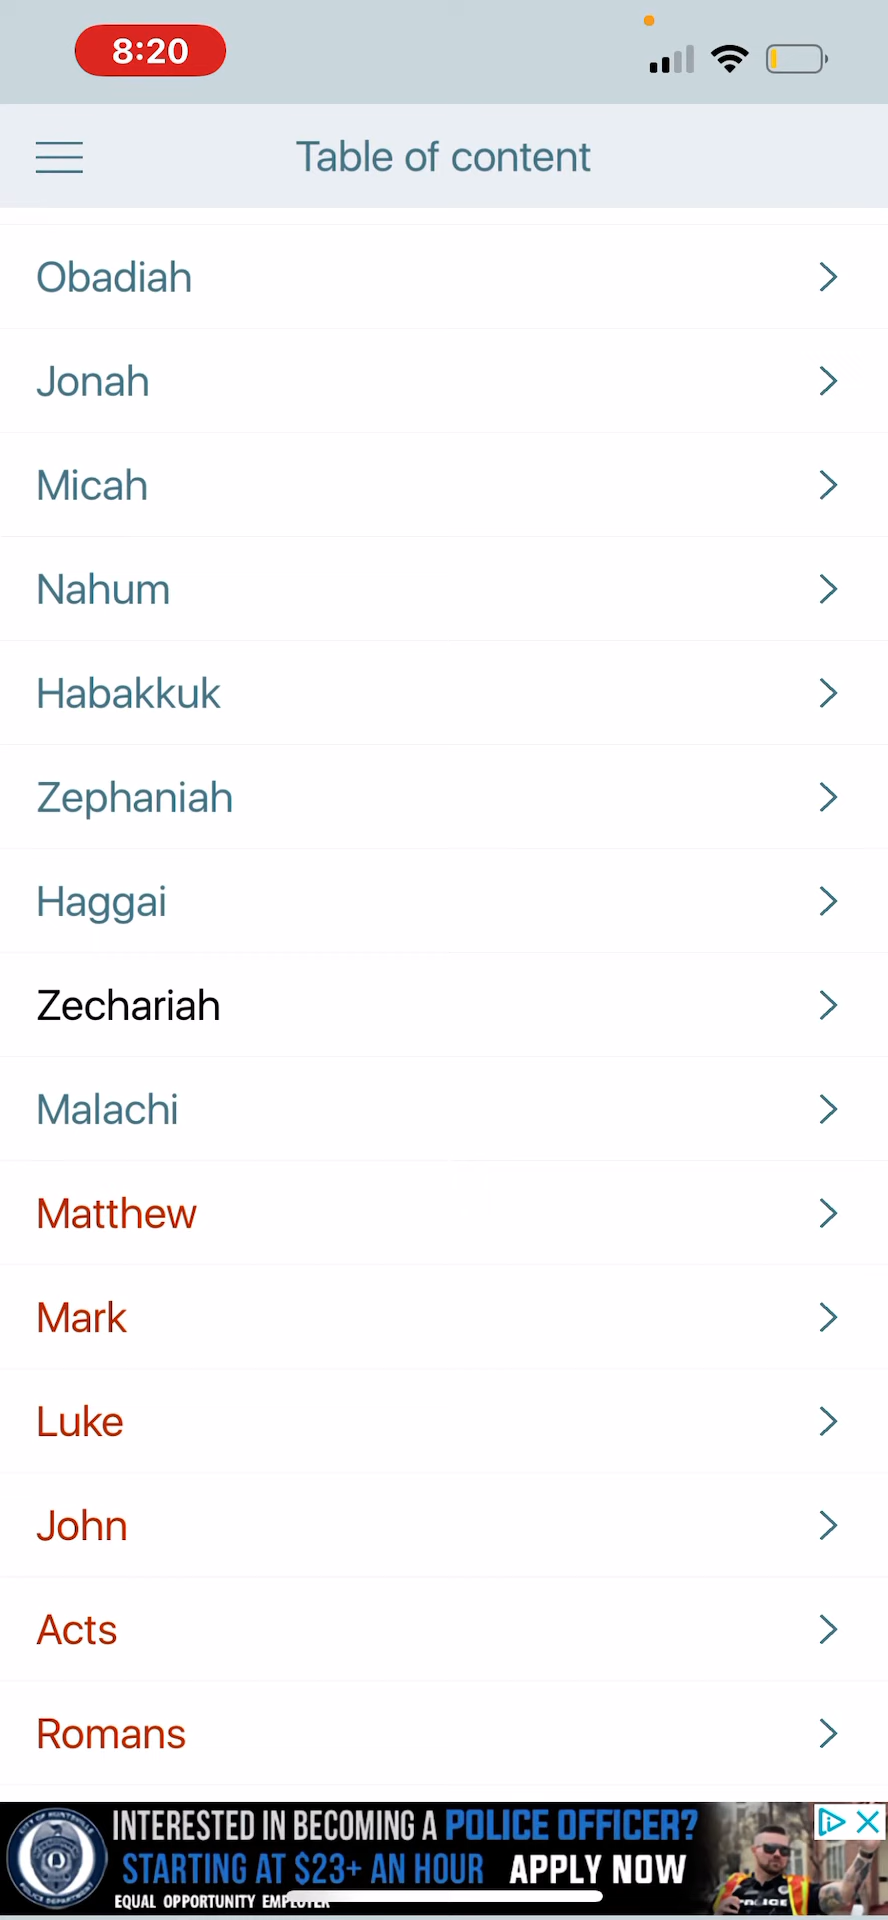 8:20
Table of content
Obadiah
Jonah
Micah
Nahum
Habakkuk
Zephaniah
Haggai
Zechariah
Malachi
Matthew
Mark
Luke
John
Acts
Romans
INTERESTED IN BECOMING A POLICE OFFICER?
STARTING AT $23+ AN HOUR APPLY NOW
EQUAL OPPORTUNITY EMPLOYER